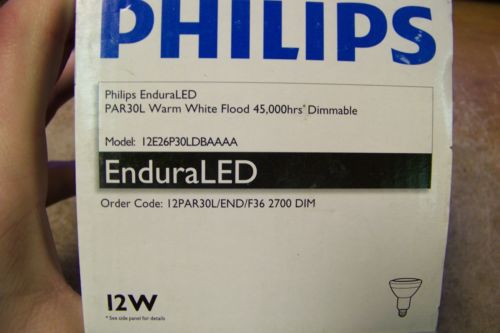 PHILIPS
Philips EnduraLED
PAR30L Warm White Flood 45,000hrs* Dimmable
Model: 12E26P30LDBAAAA
EnduraLED
Order Code: 12PAR30L/END/F36 2700 DIM
12W
* See side panel for details